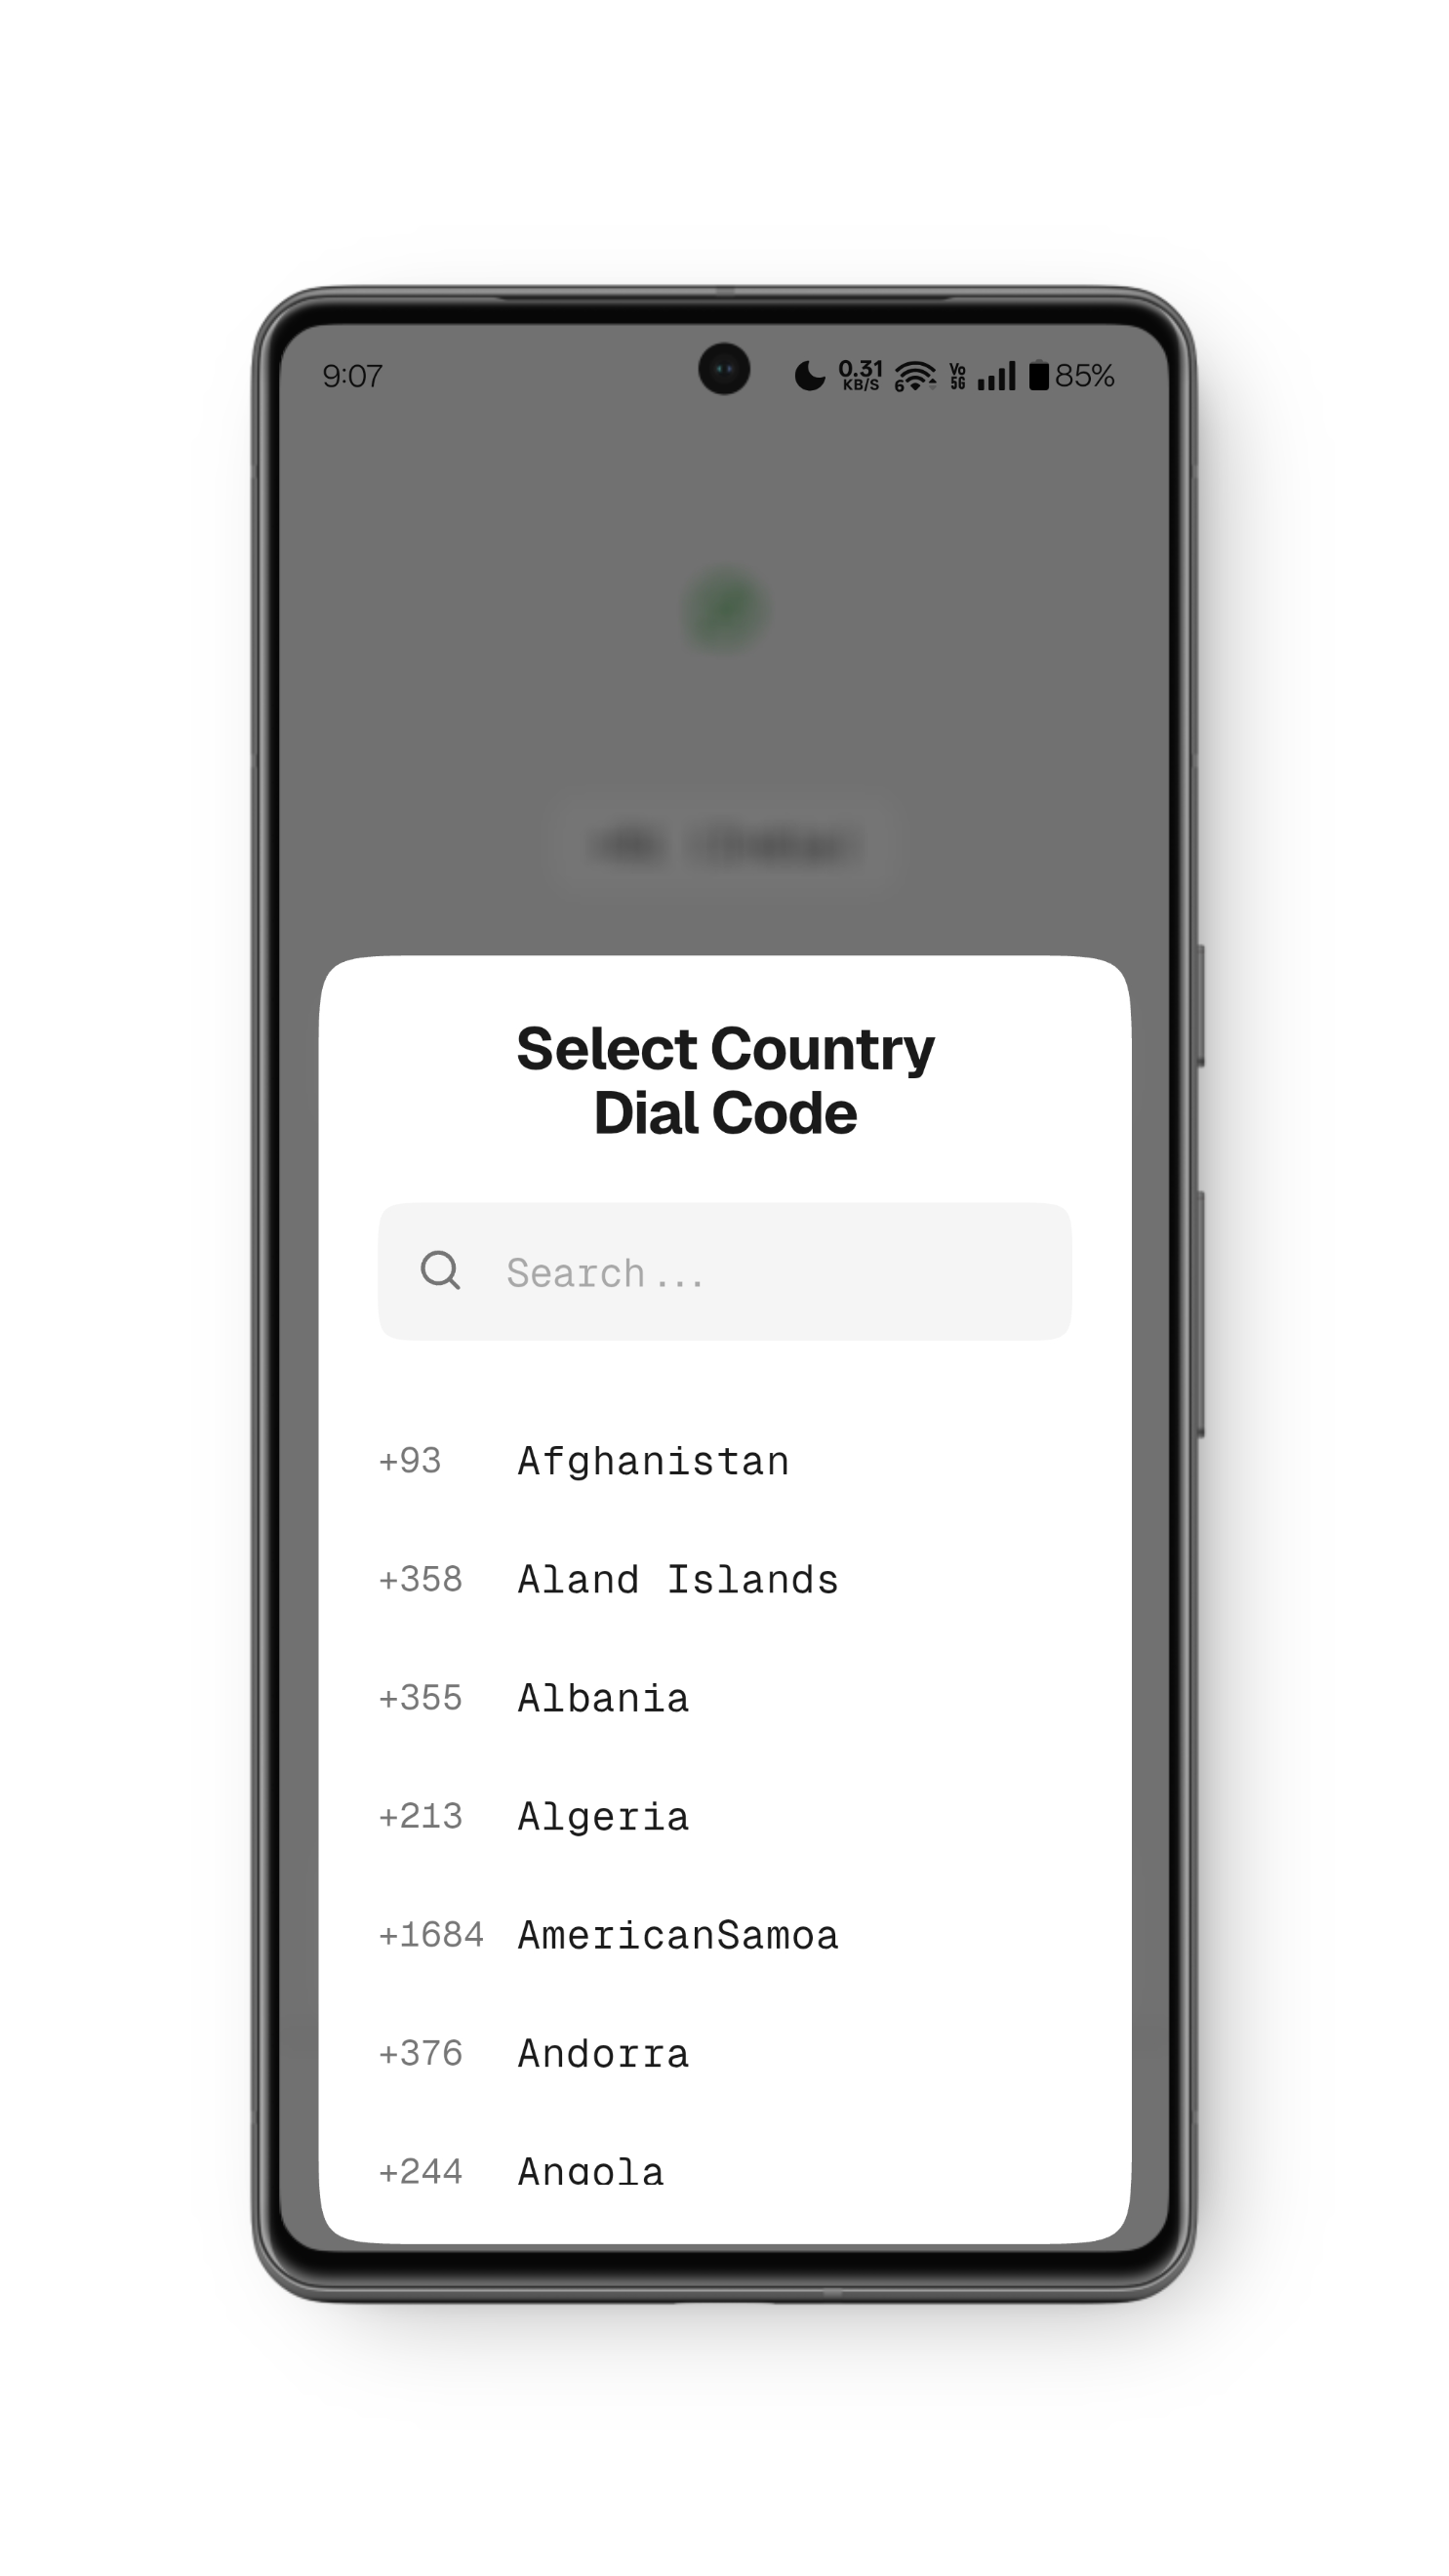 9:07
0.31
KB/S
6
Vo
5G
85%
Select Country
Dial Code
Search...
+93 Afghanistan
+358 Aland Islands
+355 Albania
+213 Algeria
+1684 AmericanSamoa
+376 Andorra
+244 Angola